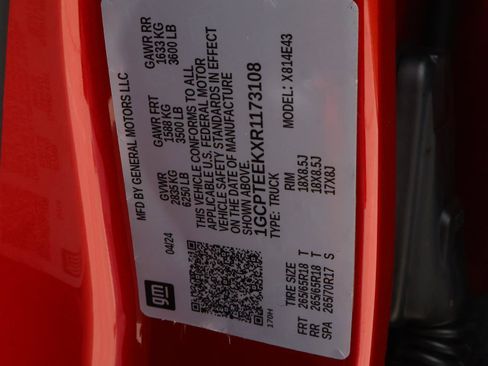 MFD BY GENERAL MOTORS LLC
04/24
gm
GVWR
2835 KG
6250 LB
GAWR FRT
1588 KG
3500 LB
GAWR RR
1633 KG
3600 LB
THIS VEHICLE CONFORMS TO ALL
APPLICABLE U.S. FEDERAL MOTOR
VEHICLE SAFETY STANDARDS IN EFFECT
ON THE DATE OF MANUFACTURE
SHOWN ABOVE.
1GCPTEEKXR1173108
TYPE: TRUCK
MODEL: X814E43
170H
TIRE SIZE RIM
FRT 265/65R18 T 18X8.5J
RR 265/65R18 T 18X8.5J
SPA 265/70R17 S 17X8J